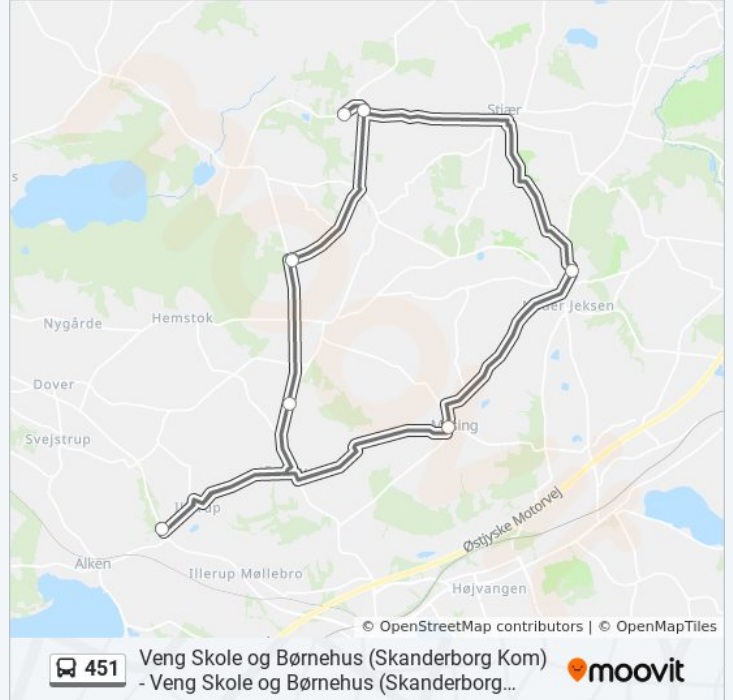 Stjær
s
Jeksen
Nygårde
Hemstok
Dover
Svejstrup
Østjyske Motorvej
Alken
Illerup Møllebro
Højvangen
© OpenStreetMap contributors | © OpenMapTiles
451
Veng Skole og Børnehus (Skanderborg Kom)
- Veng Skole og Børnehus (Skanderborg...
moovit